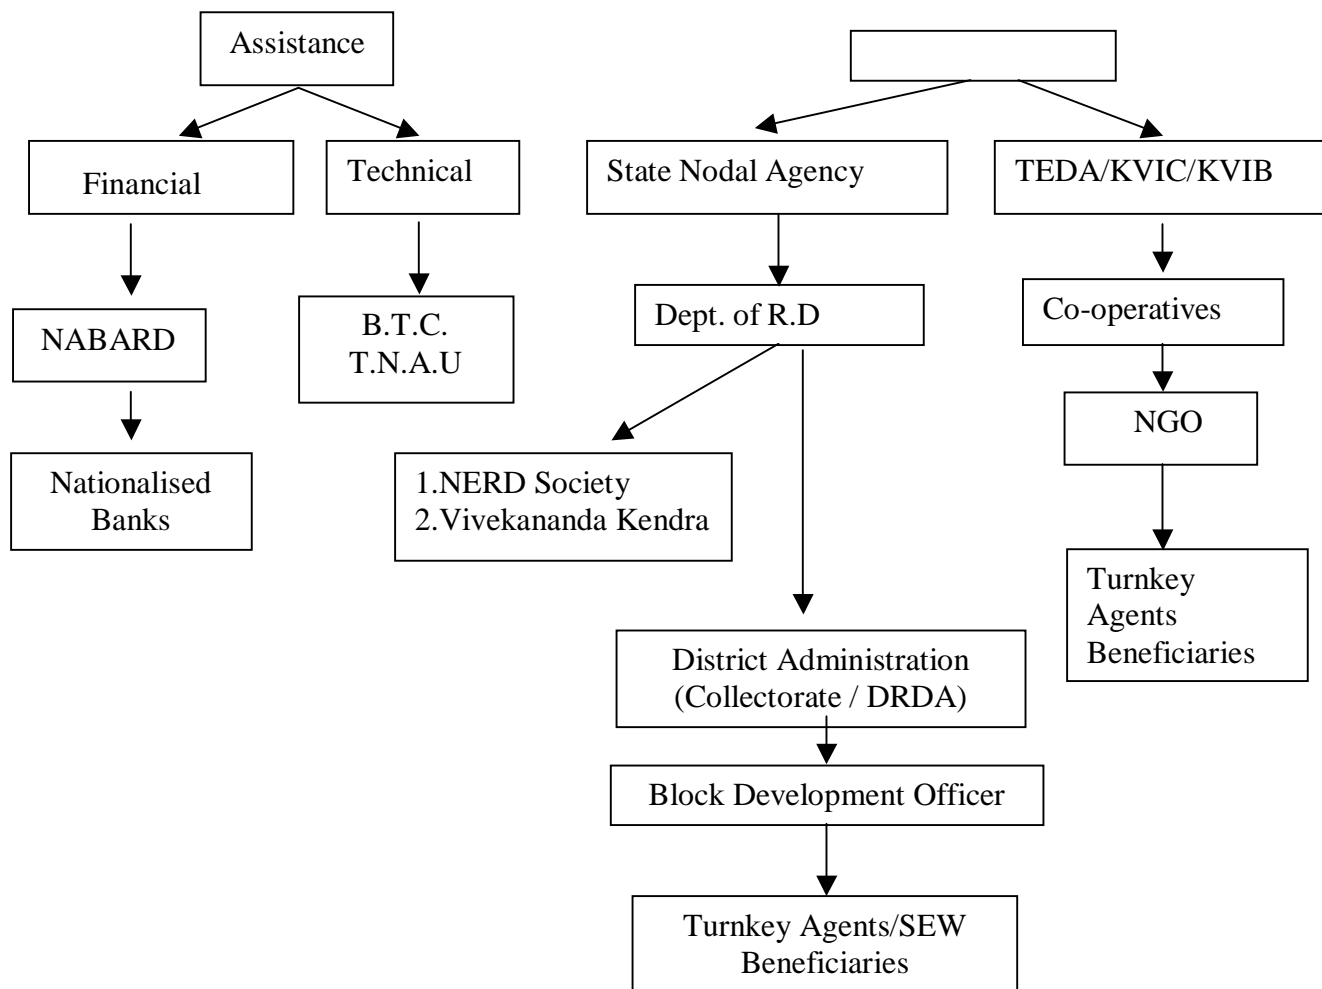 Assistance
Financial
Technical
State Nodal Agency
TEDA/KVIC/KVIB
NABARD
B.T.C.
T.N.A.U
Dept. of R.D
Co-operatives
NGO
Nationalised
Banks
1.NERD Society
2.Vivekananda Kendra
Turnkey
Agents
Beneficiaries
District Administration
(Collectorate / DRDA)
Block Development Officer
Turnkey Agents/SEW
Beneficiaries